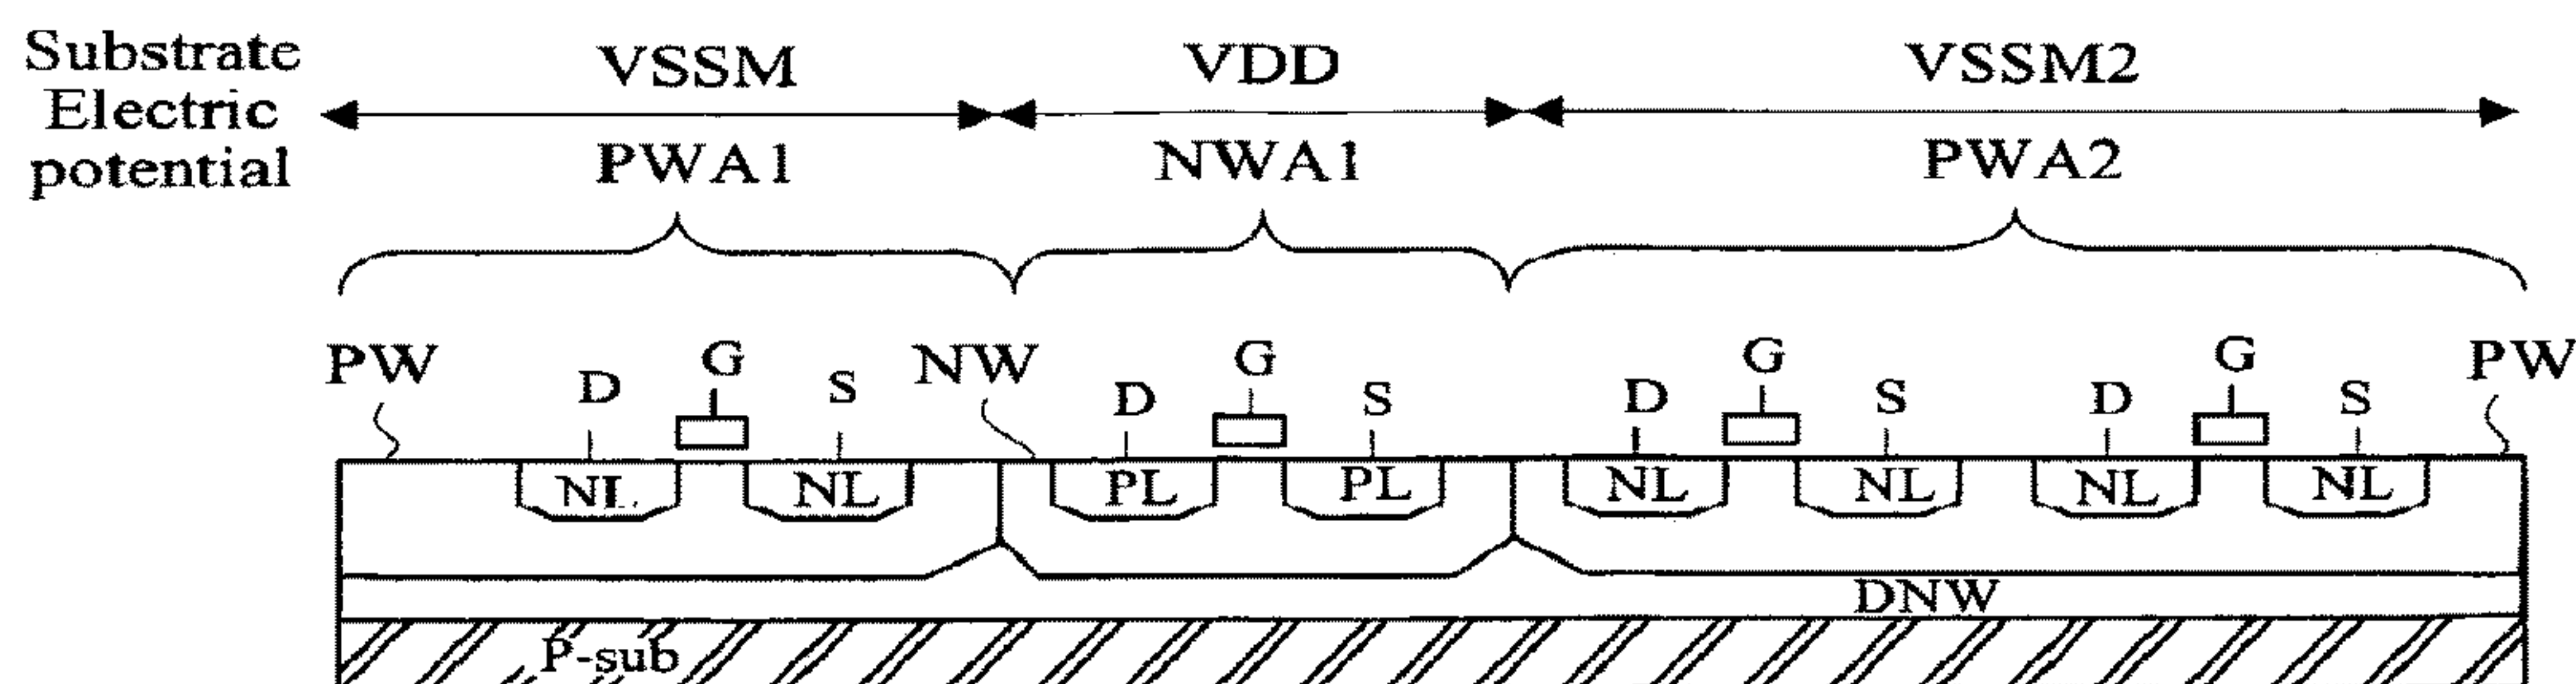 Substrate
Electric
potential
VSSM
VDD
VSSM2
PWA1
NWA1
PWA2
PW
D
G
S
NW
D
G
S
D
G
S
D
G
S
PW
NL
NL
PL
PL
NL
NL
NL
NL
DNW
P-sub